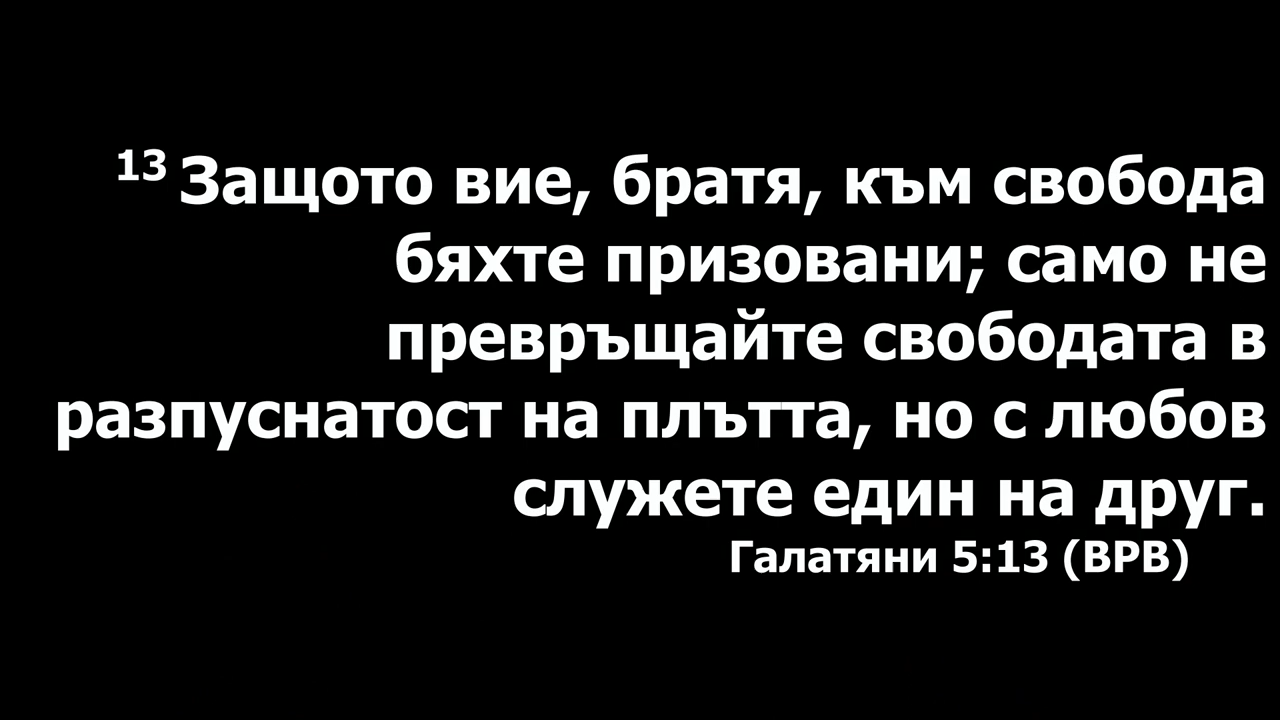 13 Защото вие, братя, към свобода
бяхте призовани; само не
превръщайте свободата в
разпуснатост на плътта, но с любов
служете един на друг.
Галатяни 5:13 (ВРВ)